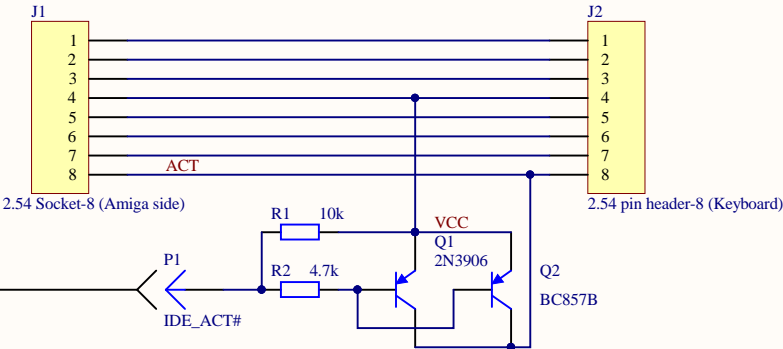 J1
J2
1
1
2
2
3
3
4
4
5
5
6
6
7
7
ACT
8
8
2.54 Socket-8 (Amiga side)
2.54 pin header-8 (Keyboard)
R1 10k
VCC
Q1
2N3906
P1
R2 4.7k
Q2
BC857B
IDE_ACT#